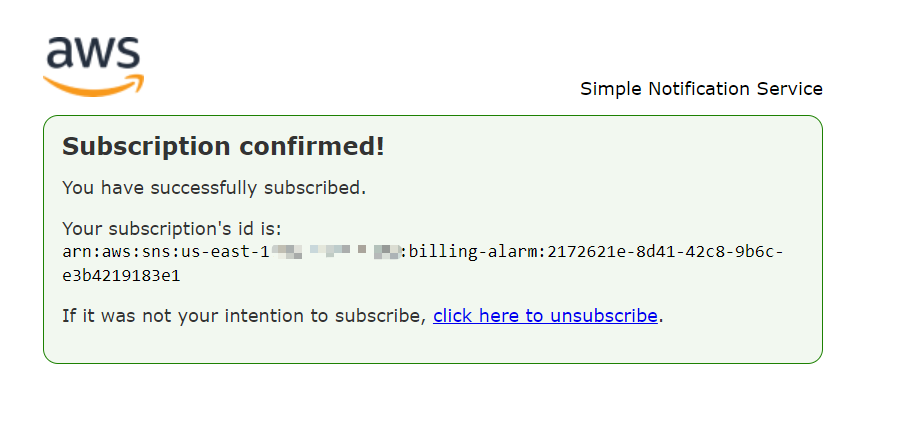 aws
Simple Notification Service
Subscription confirmed!
You have successfully subscribed.
Your subscription's id is:
arn:aws:sns:us-east-1 :billing-alarm:2172621e-8d41-42c8-9b6c-
e3b4219183e1
If it was not your intention to subscribe, click here to unsubscribe.